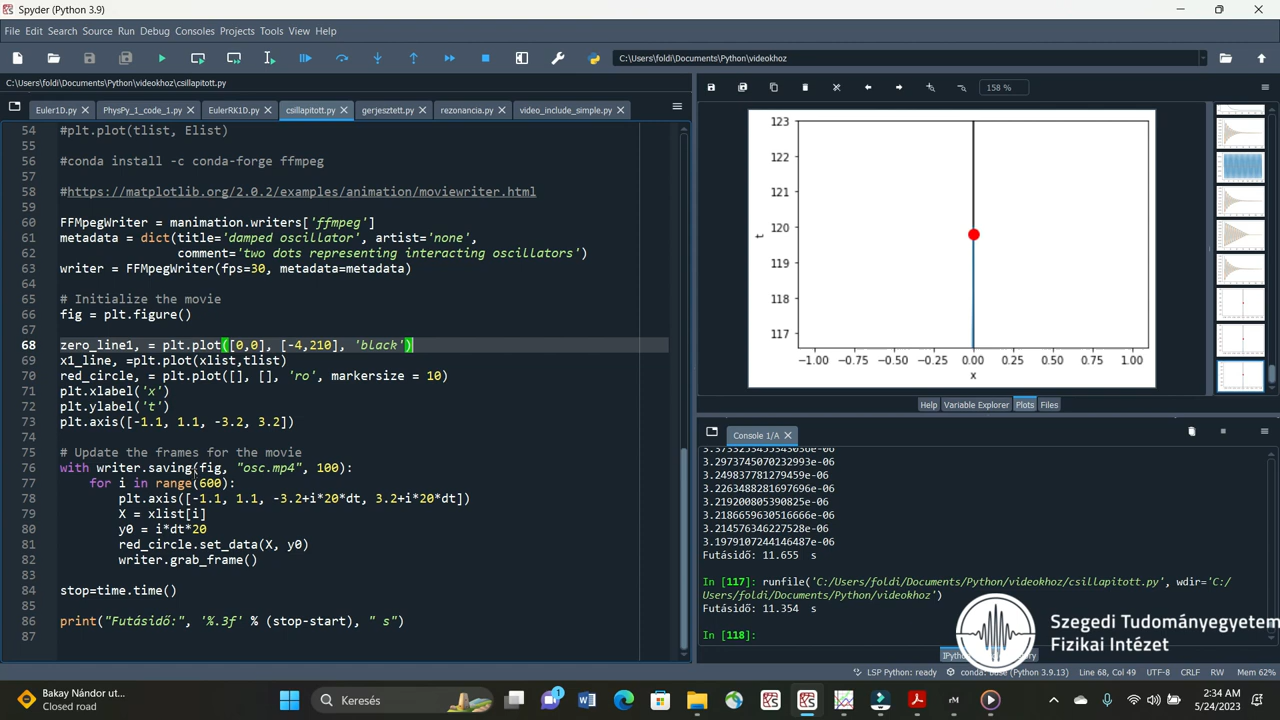 Spyder (Python 3.9)
File Edit Search Source Run Debug Consoles Projects Tools View Help
C:\Users\foldi\Documents\Python\videokhoz
C:\Users\foldi\Documents\Python\videokhoz\csillapitott.py
Euler1D.py PhysPy_1_code_1.py EulerRK1D.py csillapitott.py gerjesztett.py rezonancia.py video_include_simple.py
54 #plt.plot(tlist, Elist)
55
56 #conda install -c conda-forge ffmpeg
57
58 #https://matplotlib.org/2.0.2/examples/animation/moviewriter.html
59
60 FFMpegWriter = manimation.writers['ffmpeg']
61 metadata = dict(title='damped oscillator', artist='none',
62 comment='two dots representing interacting oscillators')
63 writer = FFMpegWriter(fps=30, metadata=metadata)
64
65 # Initialize the movie
66 fig = plt.figure()
67
68 zero_line1, = plt.plot([0,0], [-4,210], 'black')
69 x1_line, =plt.plot(xlist,tlist)
70 red_circle, = plt.plot([], [], 'ro', markersize = 10)
71 plt.xlabel('x')
72 plt.ylabel('t')
73 plt.axis([-1.1, 1.1, -3.2, 3.2])
74
75 # Update the frames for the movie
76 with writer.saving(fig, "osc.mp4", 100):
77 for i in range(600):
78 plt.axis([-1.1, 1.1, -3.2+i*20*dt, 3.2+i*20*dt])
79 X = xlist[i]
80 y0 = i*dt*20
81 red_circle.set_data(X, y0)
82 writer.grab_frame()
83
84 stop=time.time()
85
86 print("Futásidő:", '%.3f' % (stop-start), " s")
87
158 %
123
122
121
120
119
118
117
t
-1.00 -0.75 -0.50 -0.25 0.00 0.25 0.50 0.75 1.00
x
Help Variable Explorer Plots Files
Console 1/A
3.2973745070232993e-06
3.249837781279459e-06
3.226348828169769​6e-06
3.219200805390825e-06
3.2186659630516666e-06
3.214576346227528e-06
3.1979107244146487e-06
Futásidő: 11.655 s
In [117]: runfile('C:/Users/foldi/Documents/Python/videokhoz/csillapitott.py', wdir='C:/
Users/foldi/Documents/Python/videokhoz')
Futásidő: 11.354 s
In [118]:
Szegedi Tudományegyetem
Fizikai Intézet
LSP Python: ready conda: base (Python 3.9.13) Line 68, Col 49 UTF-8 CRLF RW Mem 62%
Bakay Nándor ut...
Closed road
Keresés
1
2:34 AM
5/24/2023